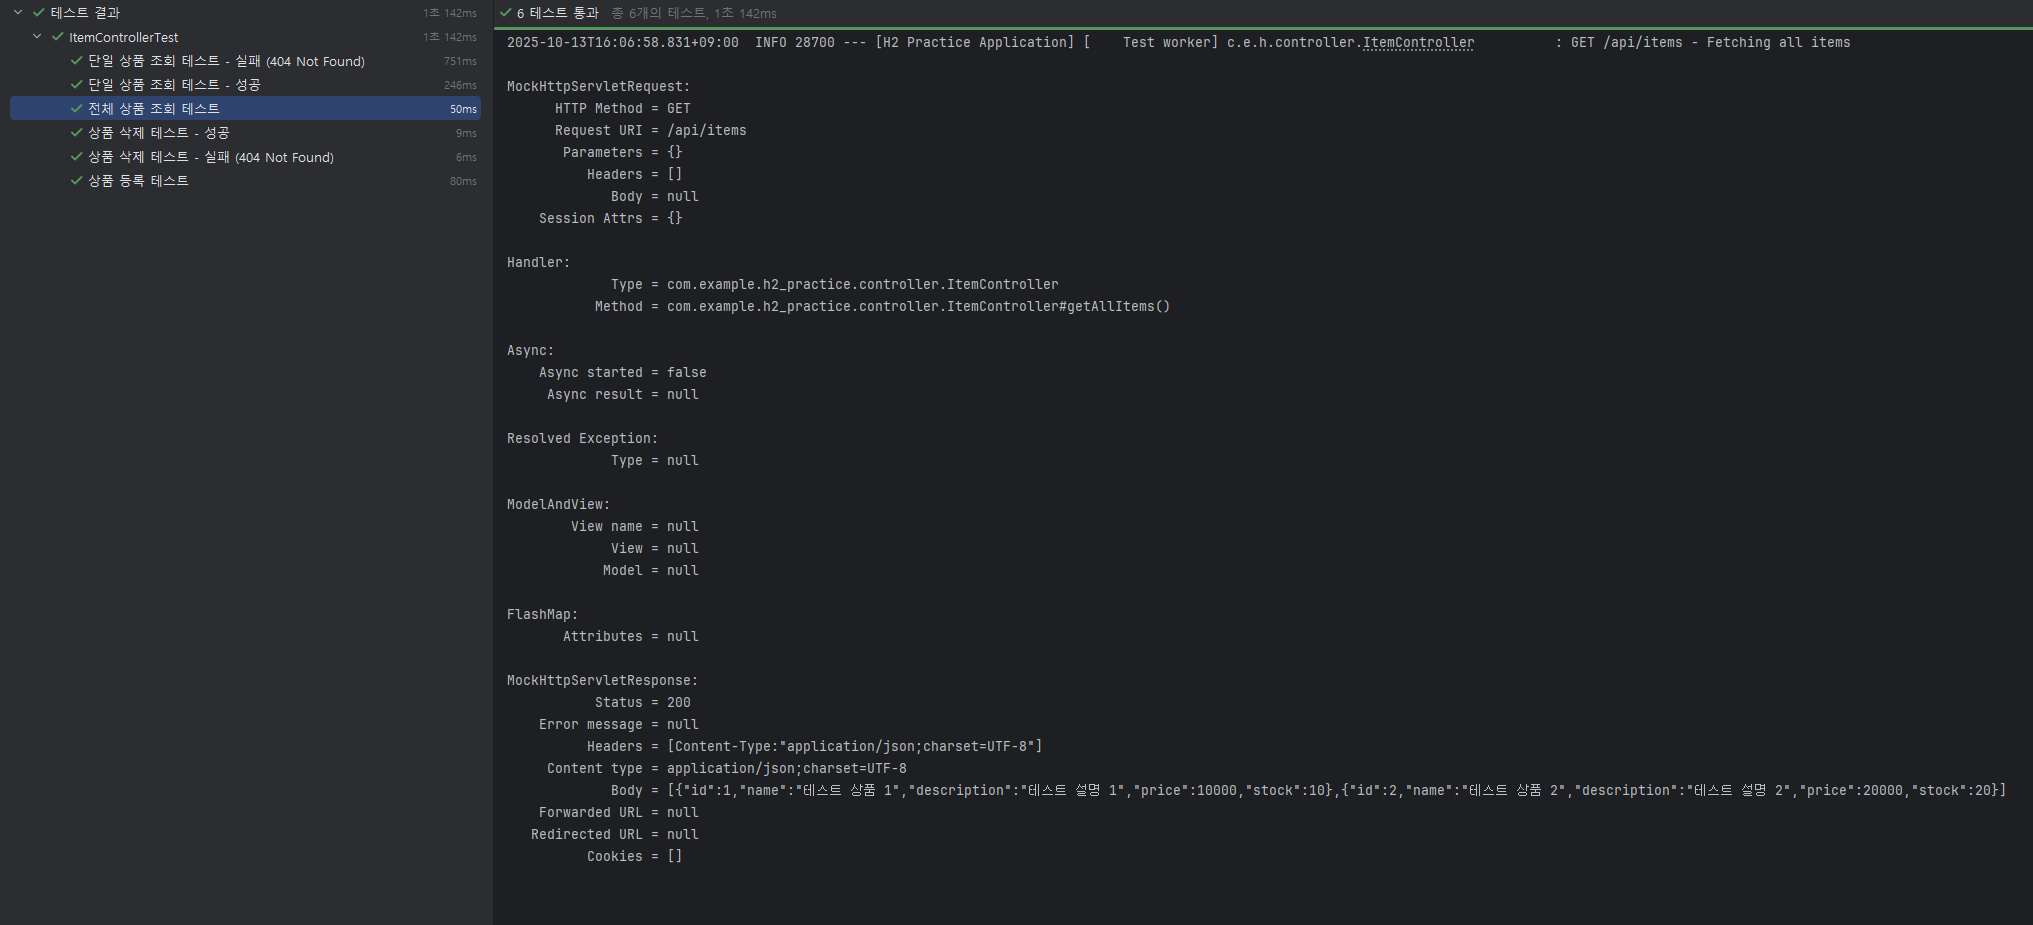 테스트 결과 1초 142ms
ItemControllerTest 1초 142ms
단일 상품 조회 테스트 - 실패 (404 Not Found) 751ms
단일 상품 조회 테스트 - 성공 246ms
전체 상품 조회 테스트 50ms
상품 삭제 테스트 - 성공 9ms
상품 삭제 테스트 - 실패 (404 Not Found) 6ms
상품 등록 테스트 80ms
6 테스트 통과 총 6개의 테스트, 1초 142ms
2025-10-13T16:06:58.831+09:00  INFO 28700 --- [H2 Practice Application] [    Test worker] c.e.h.controller.ItemController          : GET /api/items - Fetching all items
MockHttpServletRequest:
HTTP Method = GET
Request URI = /api/items
Parameters = {}
Headers = []
Body = null
Session Attrs = {}
Handler:
Type = com.example.h2_practice.controller.ItemController
Method = com.example.h2_practice.controller.ItemController#getAllItems()
Async:
Async started = false
Async result = null
Resolved Exception:
Type = null
ModelAndView:
View name = null
View = null
Model = null
FlashMap:
Attributes = null
MockHttpServletResponse:
Status = 200
Error message = null
Headers = [Content-Type:"application/json;charset=UTF-8"]
Content type = application/json;charset=UTF-8
Body = [{"id":1,"name":"테스트 상품 1","description":"테스트 설명 1","price":10000,"stock":10},{"id":2,"name":"테스트 상품 2","description":"테스트 설명 2","price":20000,"stock":20}]
Forwarded URL = null
Redirected URL = null
Cookies = []